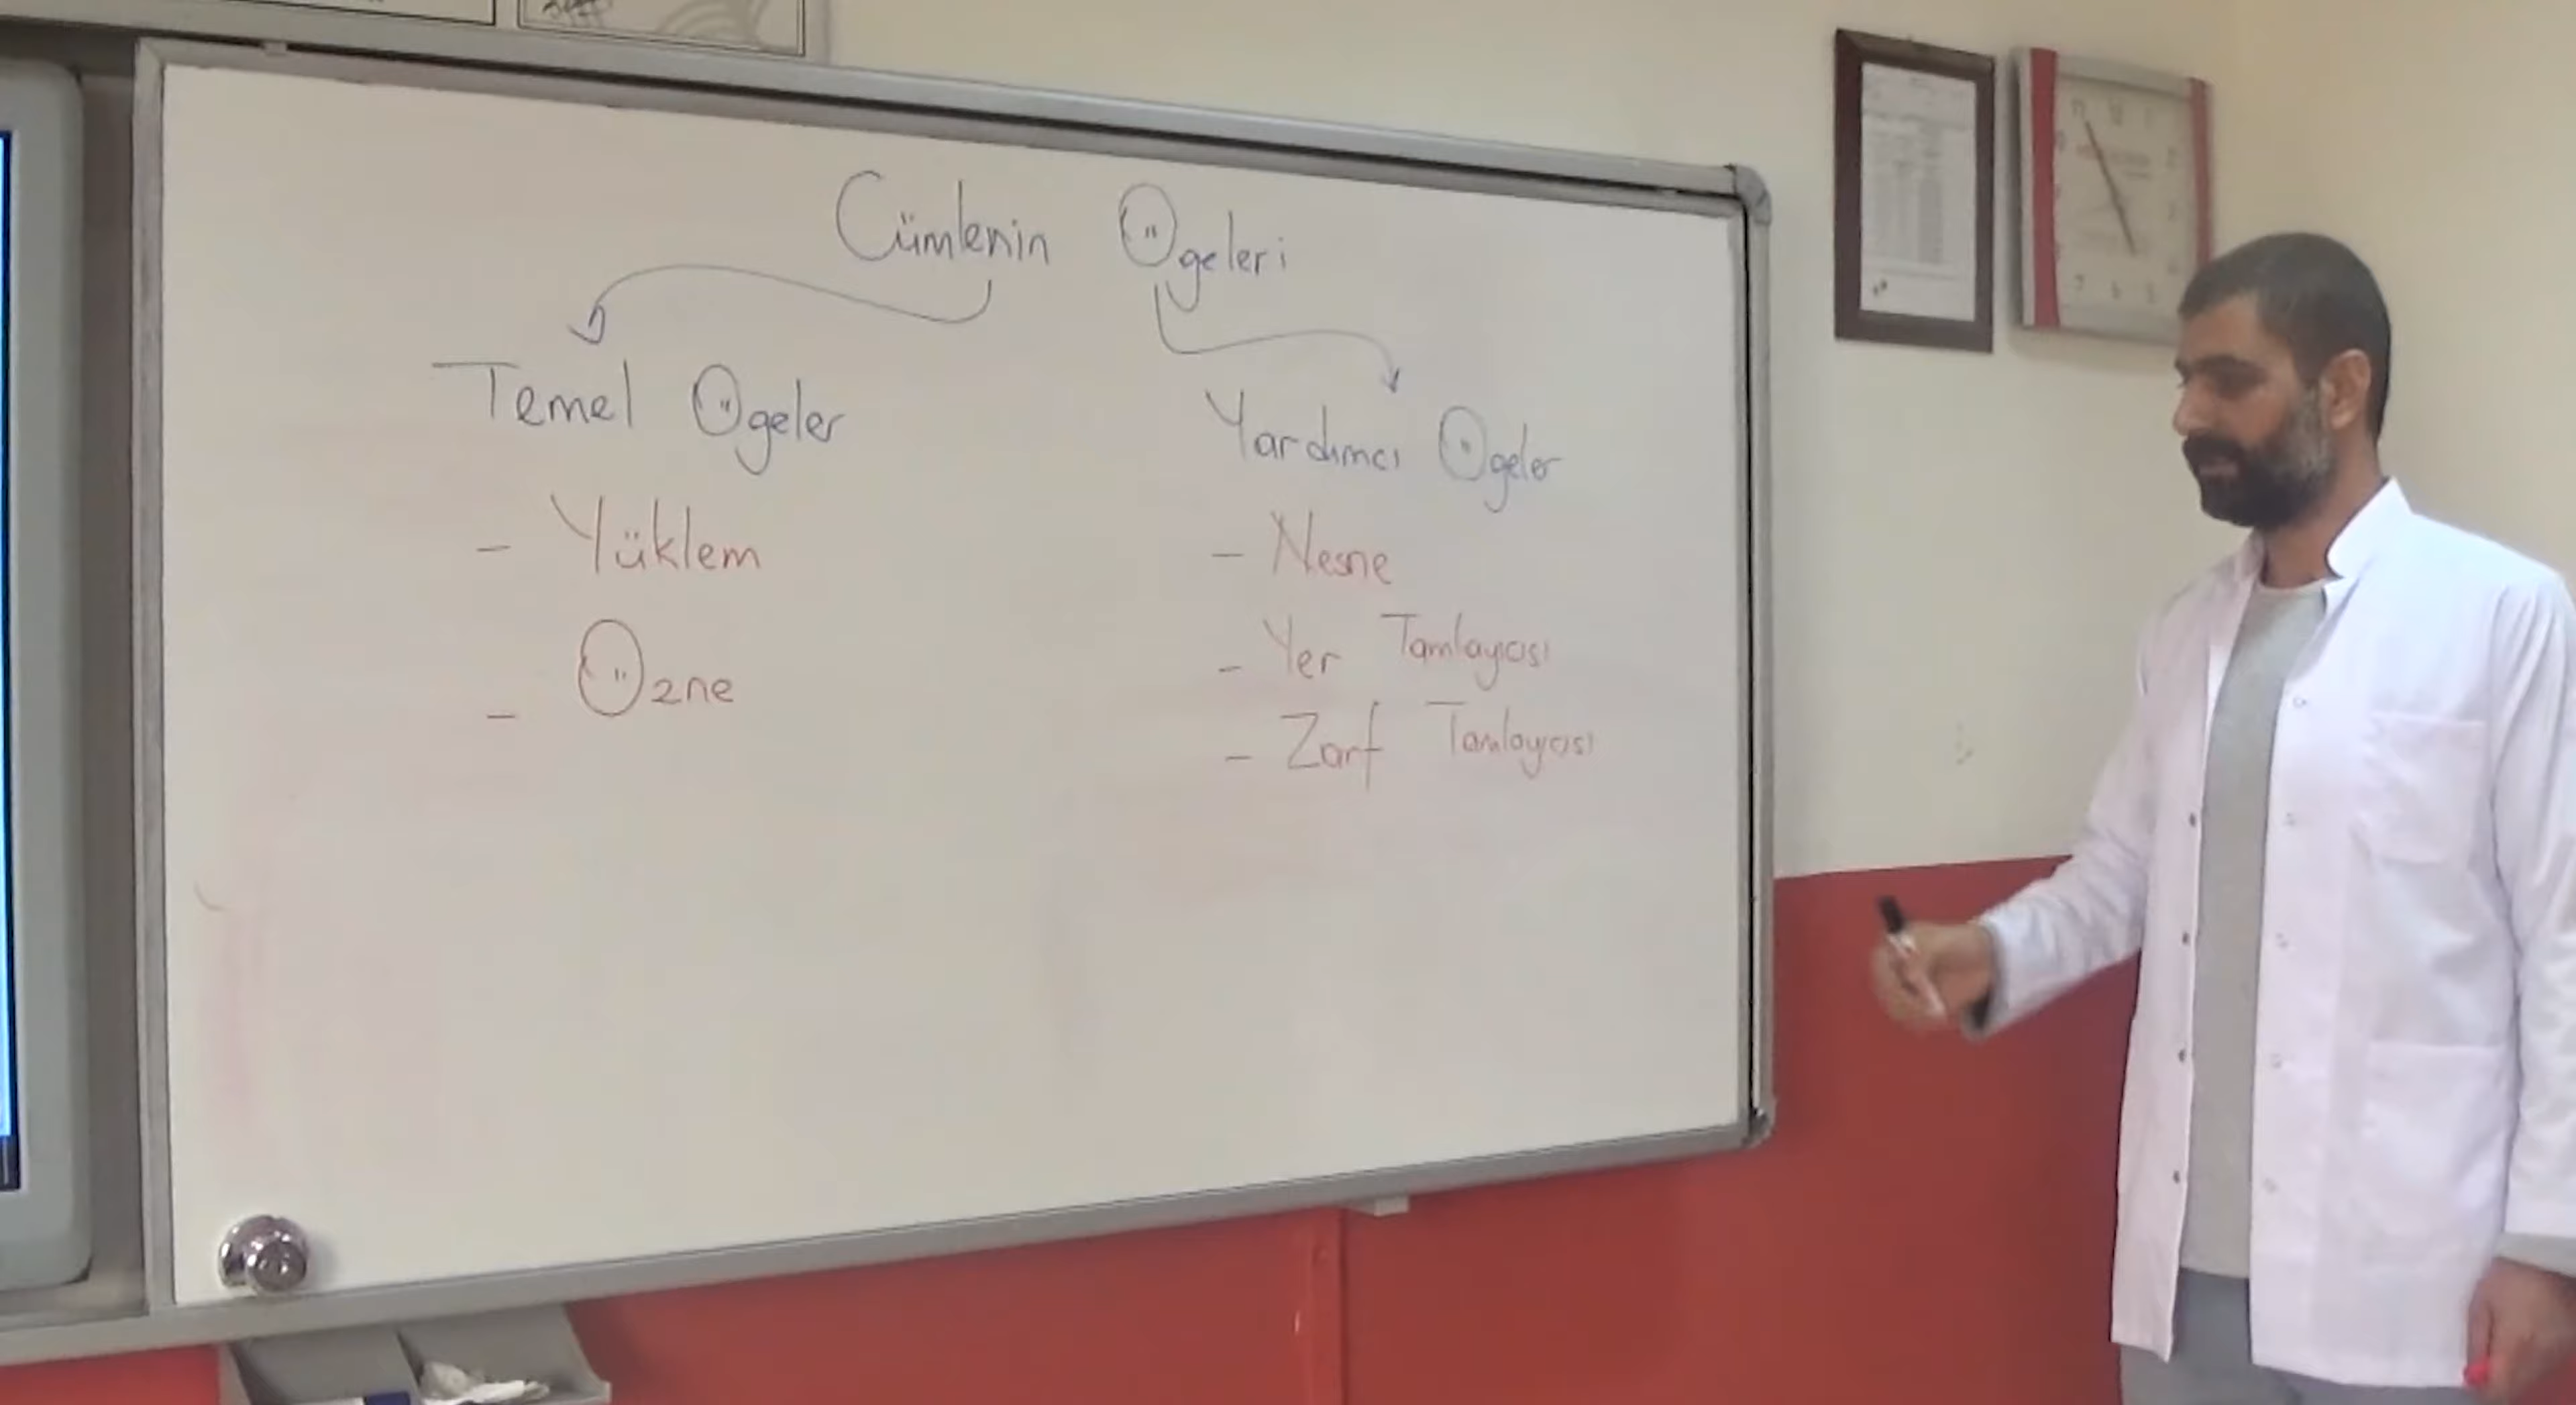 Cümlenin Ögeleri
Temel Ögeler
- Yüklem
- Özne
Yardımcı Ögeler
- Nesne
- Yer Tamlayıcısı
- Zarf Tamlayıcısı